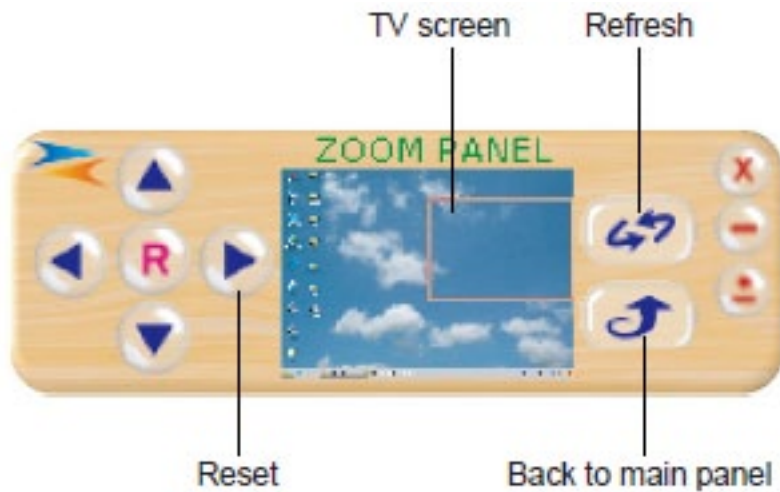 TV screen Refresh
ZOOM PANEL
R
X
Reset Back to main panel